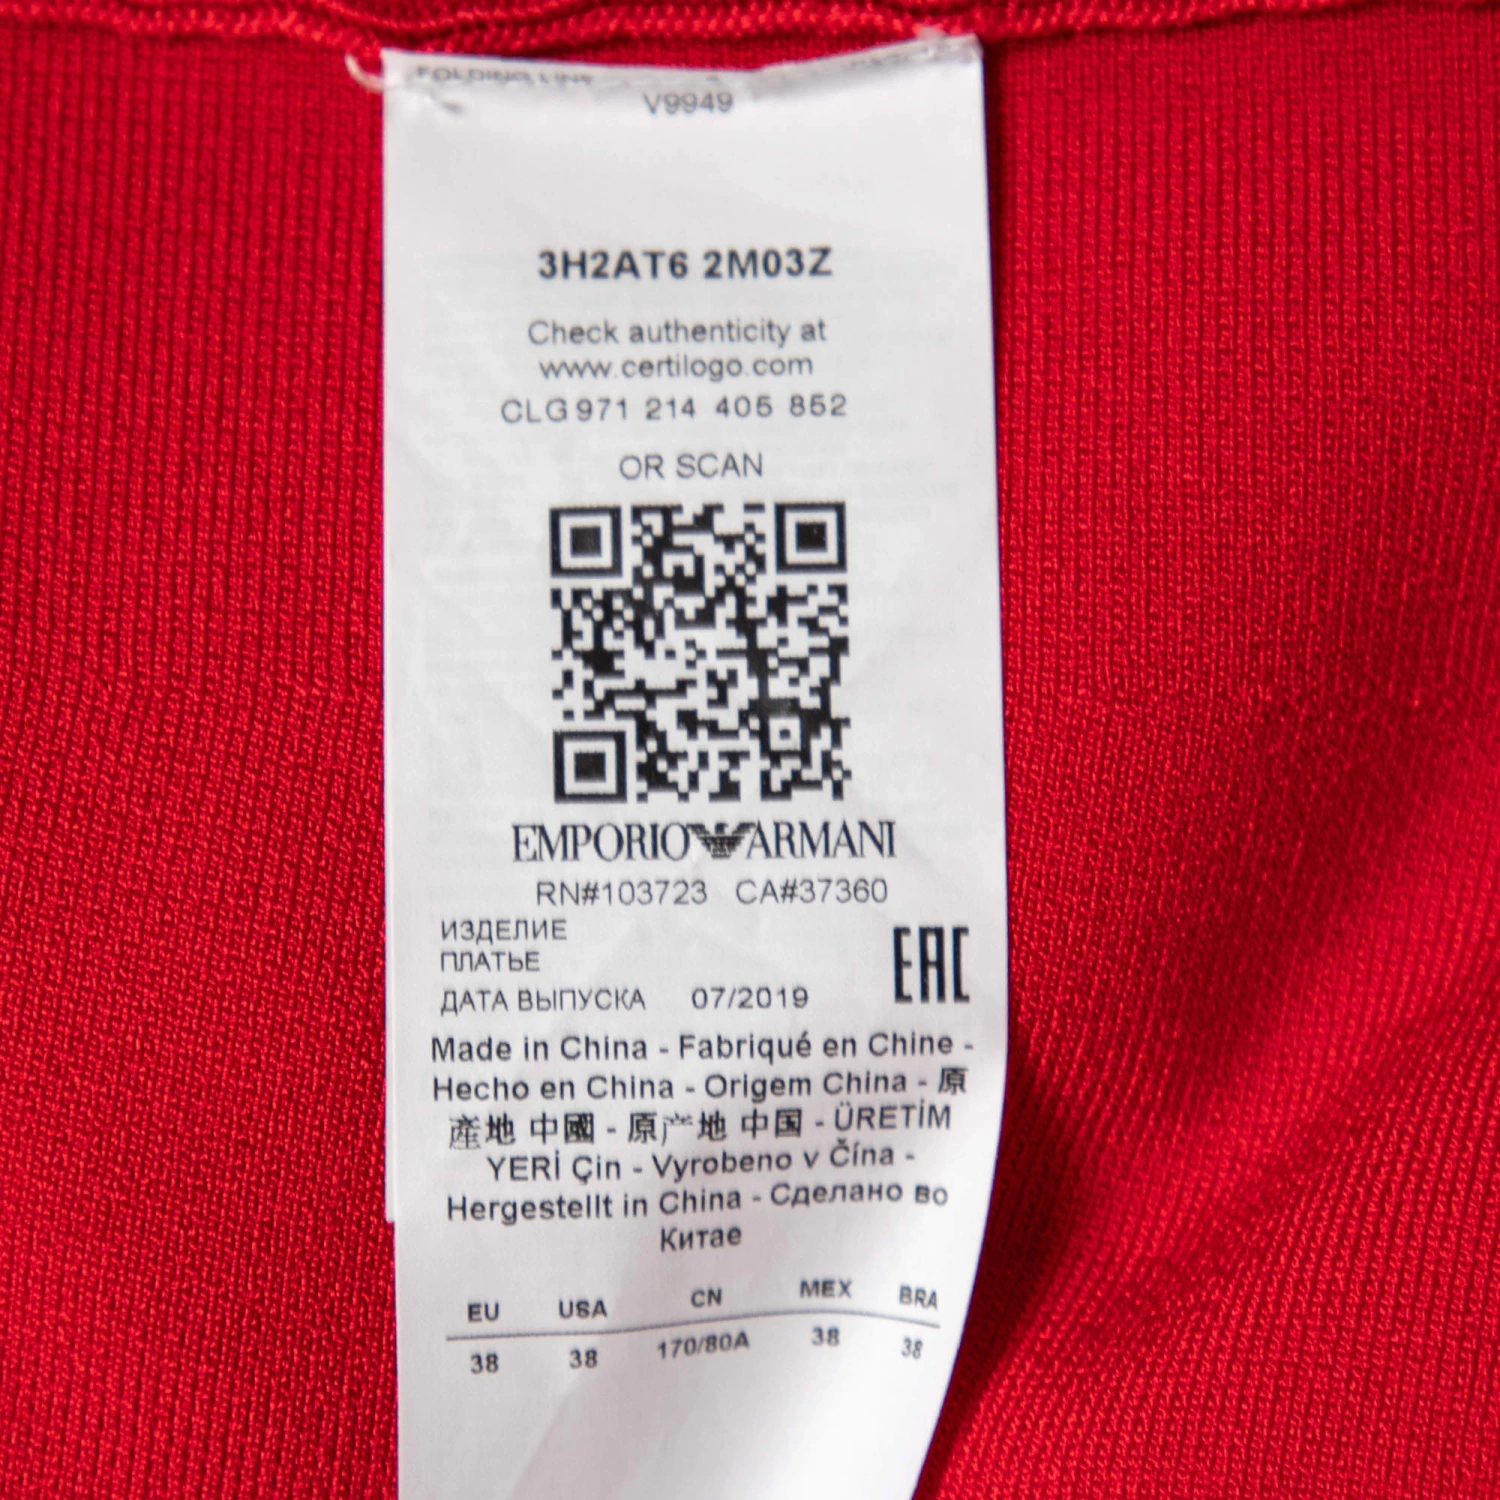 FOLDING LINE
V9949
3H2AT6 2M03Z
Check authenticity at
www.certilogo.com
CLG 971 214 405 852
OR SCAN
EMPORIO ARMANI
RN#103723 CA#37360
ИЗДЕЛИЕ
ПЛАТЬЕ
ДАТА ВЫПУСКА 07/2019
EAC
Made in China - Fabriqué en Chine -
Hecho en China - Origem China - 原
產地 中國 - 原产地 中国 - ÜRETİM
YERİ Çin - Vyrobeno v Čína -
Hergestellt in China - Сделано во
Китае
EU USA CN MEX BRA
38 38 170/80A 38 38